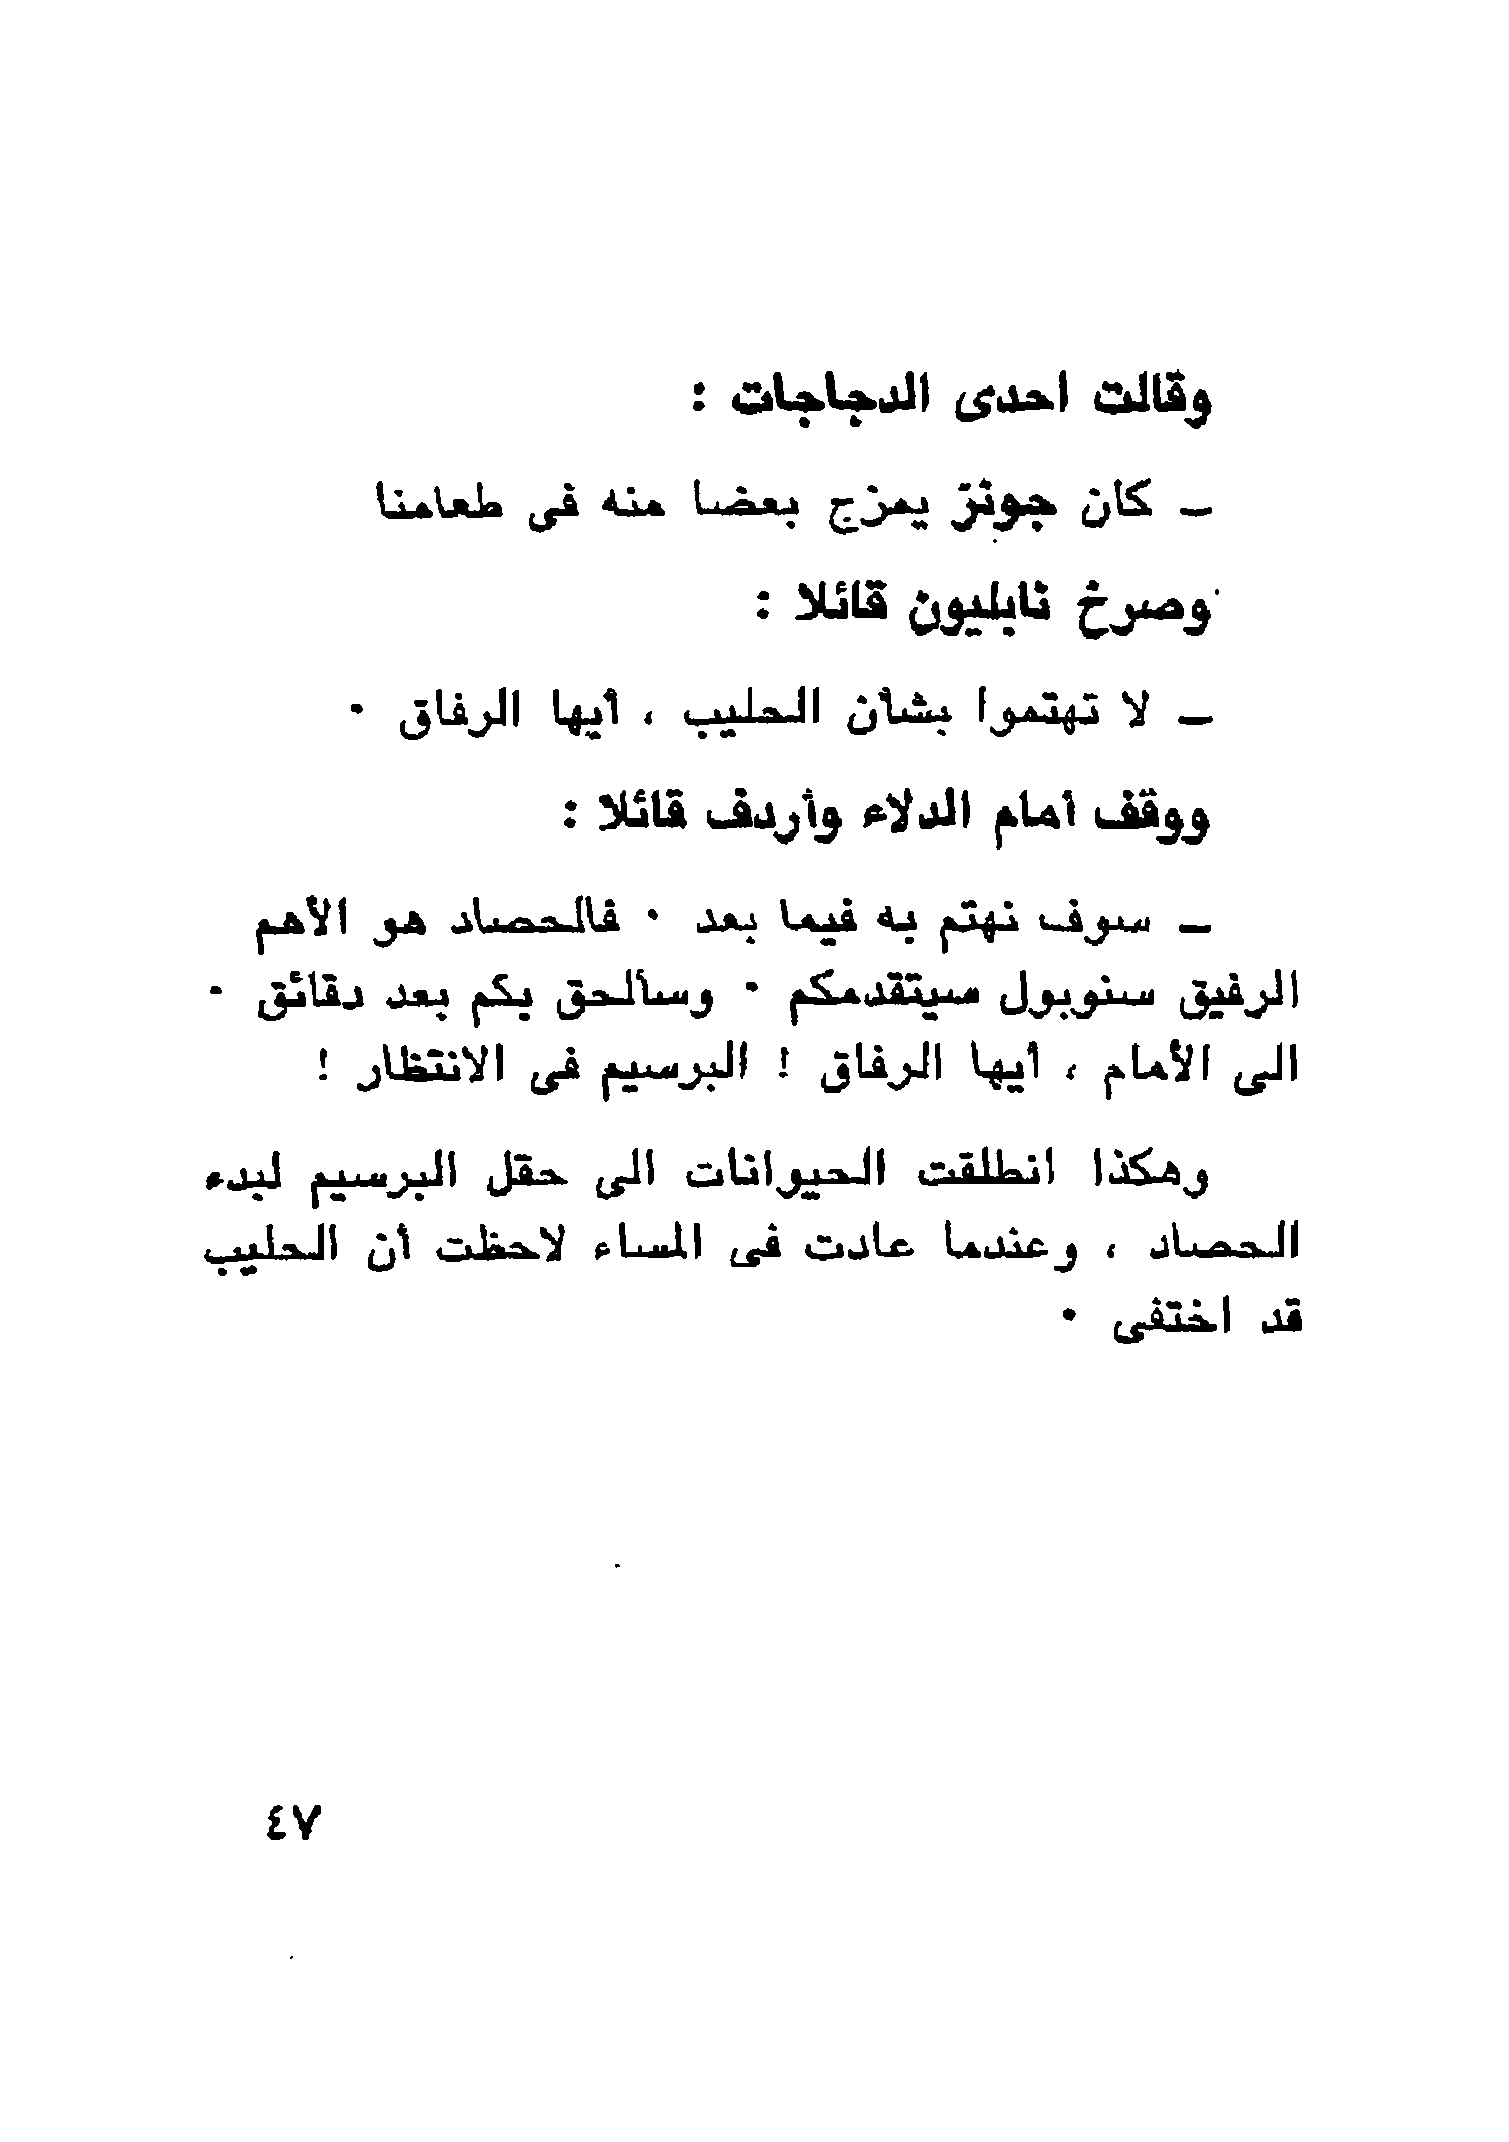 وقالت احدى الدجاجات :
– كان جونز يمزج بعضا منه فى طعامنا
وصرخ نابليون قائلا :
– لا تهتموا بشأن الحليب ، أيها الرفاق ٠
ووقف أمام الدلاء وأردف قائلا :
– سوف نهتم به فيما بعد ٠ فالحصاد هو الأهم
الرفيق سنوبول سيتقدمكم ٠ وسألحق بكم بعد دقائق ٠
الى الأمام ، أيها الرفاق ! البرسيم فى الانتظار !
وهكذا انطلقت الحيوانات الى حقل البرسيم لبدء
الحصاد ، وعندما عادت فى المساء لاحظت أن الحليب
قد اختفى ٠
٤٧